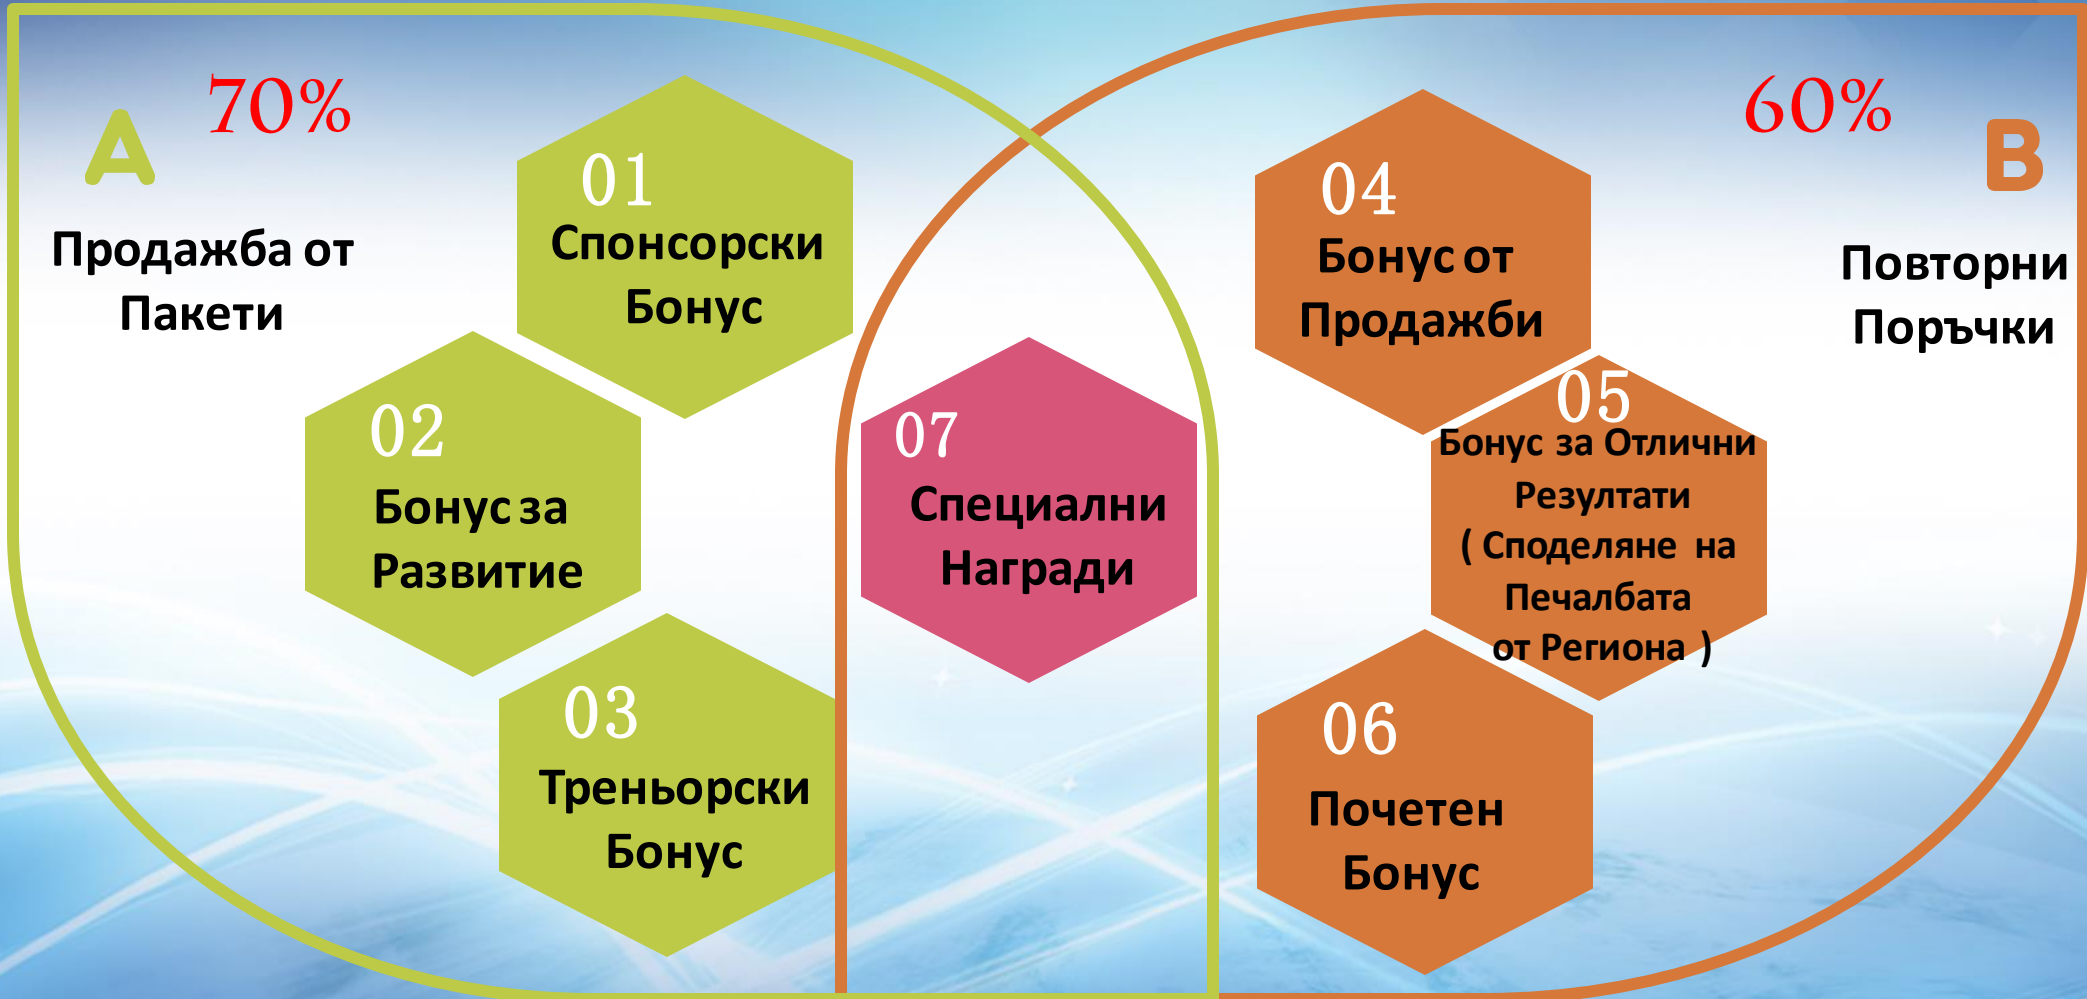 A
70%
Продажба от
Пакети
01
Спонсорски
Бонус
02
Бонус за
Развитие
03
Треньорски
Бонус
07
Специални
Награди
60%
B
Повторни
Поръчки
04
Бонус от
Продажби
05
Бонус за Отлични
Резултати
( Споделяне на
Печалбата
от Региона )
06
Почетен
Бонус